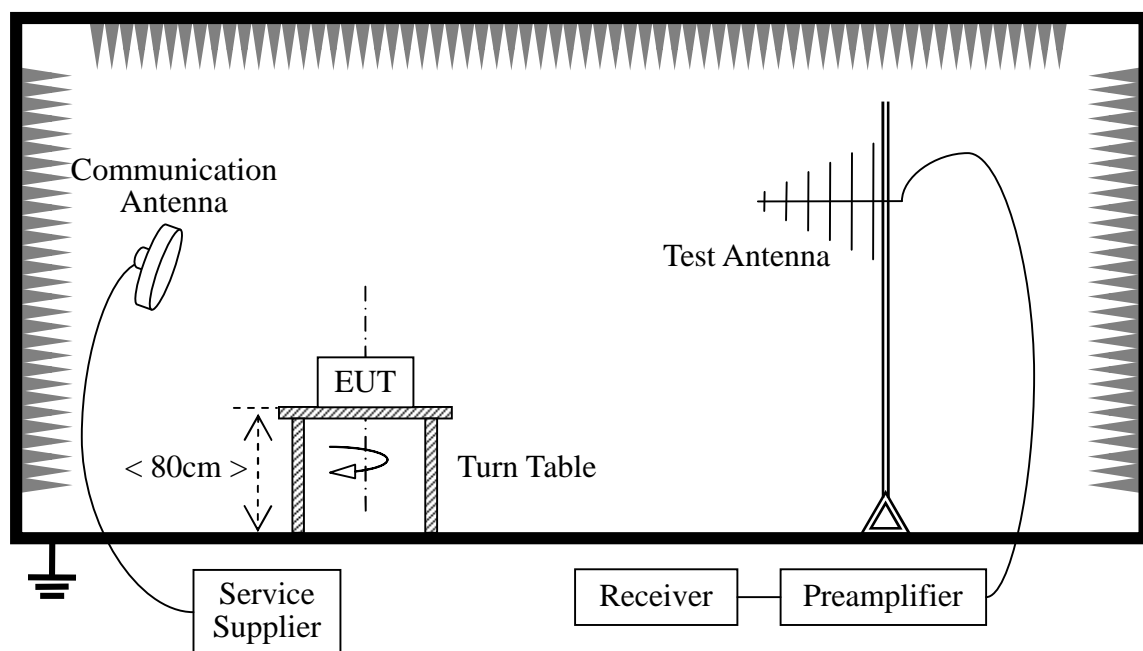 Communication
Antenna
Test Antenna
EUT
< 80cm >
Turn Table
Service
Supplier
Receiver
Preamplifier